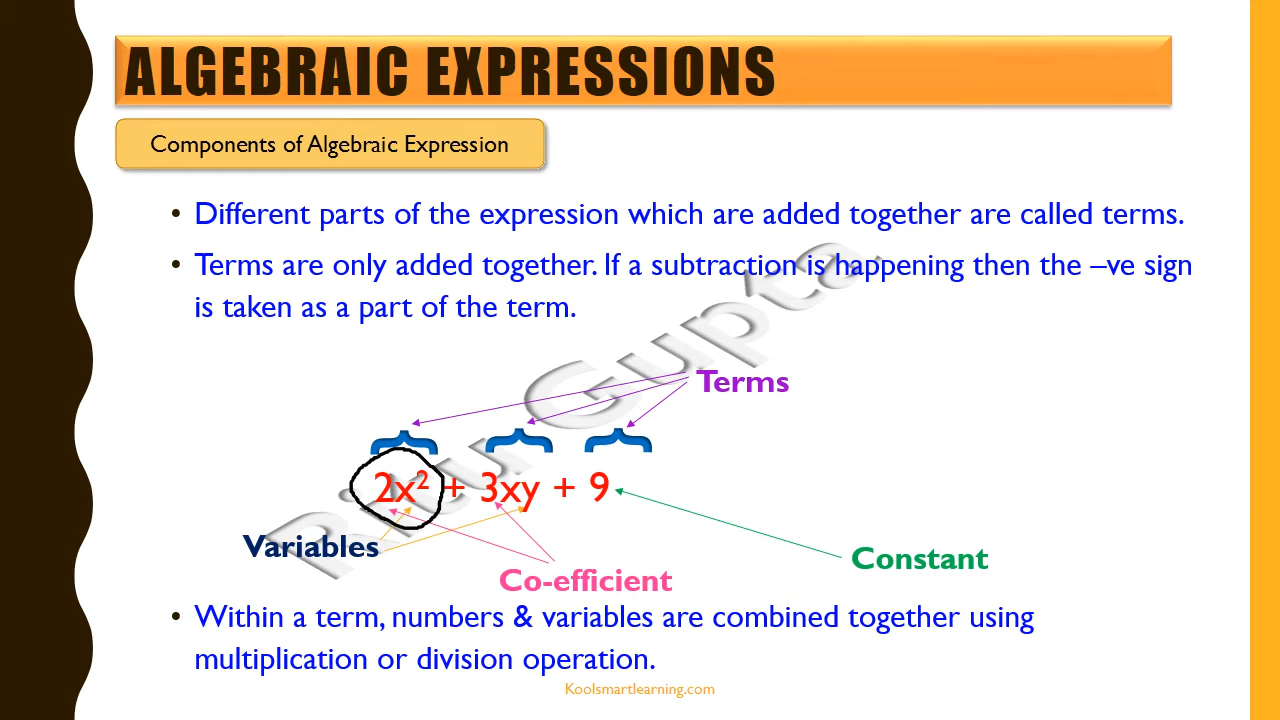 ALGEBRAIC EXPRESSIONS
Components of Algebraic Expression
• Different parts of the expression which are added together are called terms.
• Terms are only added together. If a subtraction is happening then the –ve sign
is taken as a part of the term.
Terms
2x² + 3xy + 9
Variables
Constant
Co-efficient
• Within a term, numbers & variables are combined together using
multiplication or division operation.
Koolsmartlearning.com
Ritu Gupta